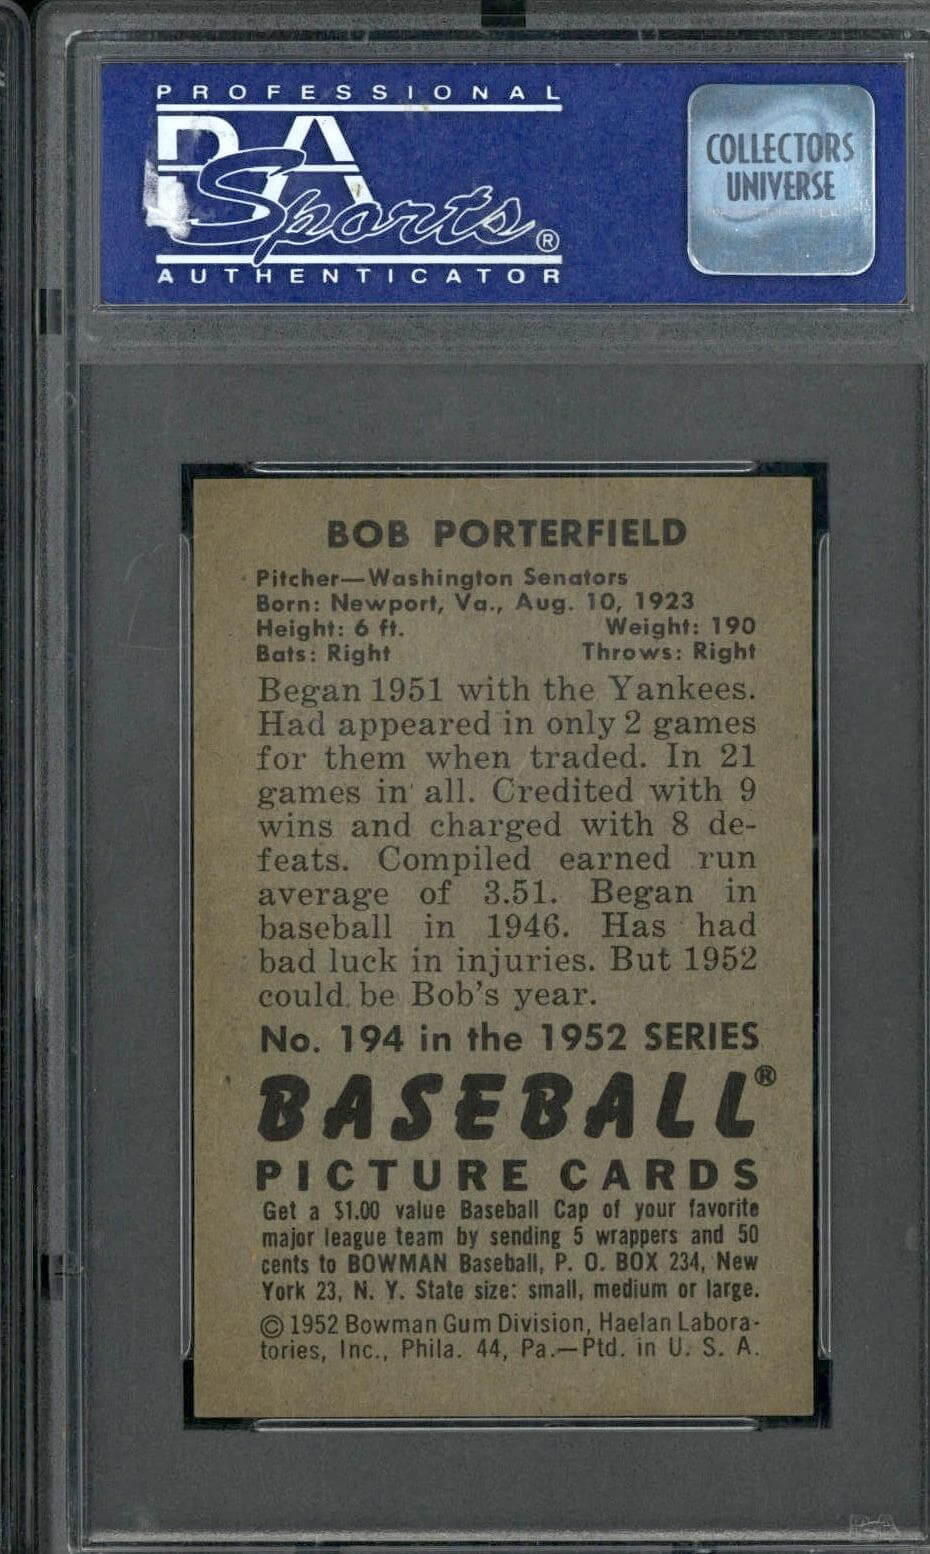 PROFESSIONAL
PSA
Sports®
AUTHENTICATOR
COLLECTORS
UNIVERSE
BOB PORTERFIELD
Pitcher—Washington Senators
Born: Newport, Va., Aug. 10, 1923
Height: 6 ft. Weight: 190
Bats: Right Throws: Right
Began 1951 with the Yankees.
Had appeared in only 2 games
for them when traded. In 21
games in all. Credited with 9
wins and charged with 8 de-
feats. Compiled earned run
average of 3.51. Began in
baseball in 1946. Has had
bad luck in injuries. But 1952
could be Bob's year.
No. 194 in the 1952 SERIES
BASEBALL®
PICTURE CARDS
Get a $1.00 value Baseball Cap of your favorite
major league team by sending 5 wrappers and 50
cents to BOWMAN Baseball, P. O. BOX 234, New
York 23, N. Y. State size: small, medium or large.
© 1952 Bowman Gum Division, Haelan Labora-
tories, Inc., Phila. 44, Pa.—Ptd. in U. S. A.
PSA